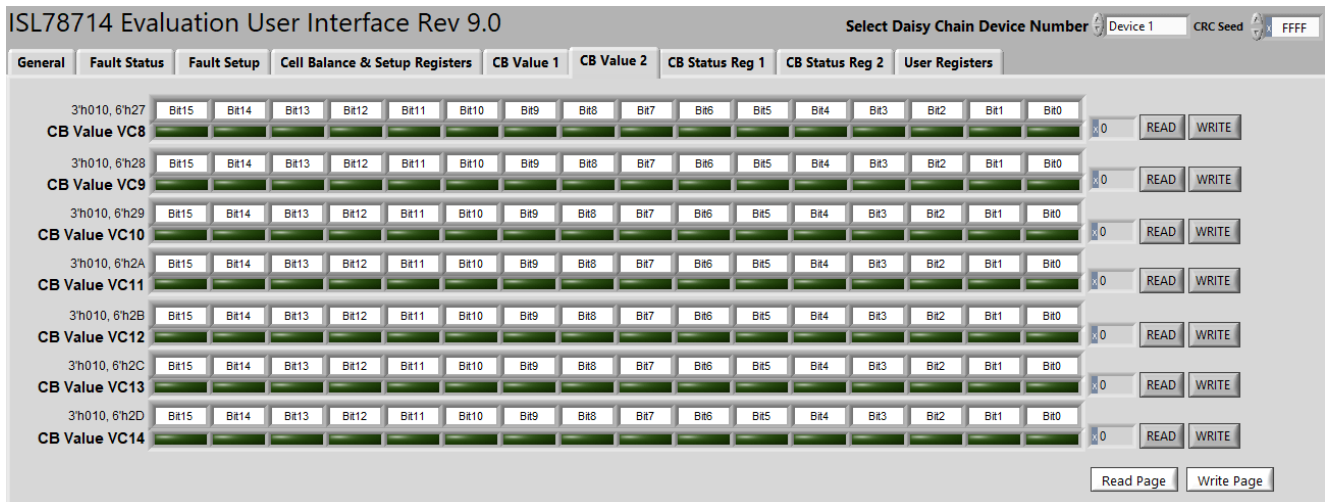 ISL78714 Evaluation User Interface Rev 9.0
Select Daisy Chain Device Number Device 1 CRC Seed x FFFF
General Fault Status Fault Setup Cell Balance & Setup Registers CB Value 1 CB Value 2 CB Status Reg 1 CB Status Reg 2 User Registers
3'h010, 6'h27 Bit15 Bit14 Bit13 Bit12 Bit11 Bit10 Bit9 Bit8 Bit7 Bit6 Bit5 Bit4 Bit3 Bit2 Bit1 Bit0
CB Value VC8 x 0 READ WRITE
3'h010, 6'h28 Bit15 Bit14 Bit13 Bit12 Bit11 Bit10 Bit9 Bit8 Bit7 Bit6 Bit5 Bit4 Bit3 Bit2 Bit1 Bit0
CB Value VC9 x 0 READ WRITE
3'h010, 6'h29 Bit15 Bit14 Bit13 Bit12 Bit11 Bit10 Bit9 Bit8 Bit7 Bit6 Bit5 Bit4 Bit3 Bit2 Bit1 Bit0
CB Value VC10 x 0 READ WRITE
3'h010, 6'h2A Bit15 Bit14 Bit13 Bit12 Bit11 Bit10 Bit9 Bit8 Bit7 Bit6 Bit5 Bit4 Bit3 Bit2 Bit1 Bit0
CB Value VC11 x 0 READ WRITE
3'h010, 6'h2B Bit15 Bit14 Bit13 Bit12 Bit11 Bit10 Bit9 Bit8 Bit7 Bit6 Bit5 Bit4 Bit3 Bit2 Bit1 Bit0
CB Value VC12 x 0 READ WRITE
3'h010, 6'h2C Bit15 Bit14 Bit13 Bit12 Bit11 Bit10 Bit9 Bit8 Bit7 Bit6 Bit5 Bit4 Bit3 Bit2 Bit1 Bit0
CB Value VC13 x 0 READ WRITE
3'h010, 6'h2D Bit15 Bit14 Bit13 Bit12 Bit11 Bit10 Bit9 Bit8 Bit7 Bit6 Bit5 Bit4 Bit3 Bit2 Bit1 Bit0
CB Value VC14 x 0 READ WRITE
Read Page Write Page